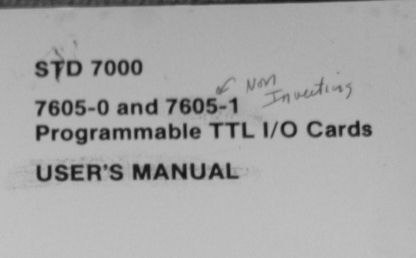 STD 7000
7605-0 and 7605-1
Non
Inverting
Programmable TTL I/O Cards
USER'S MANUAL